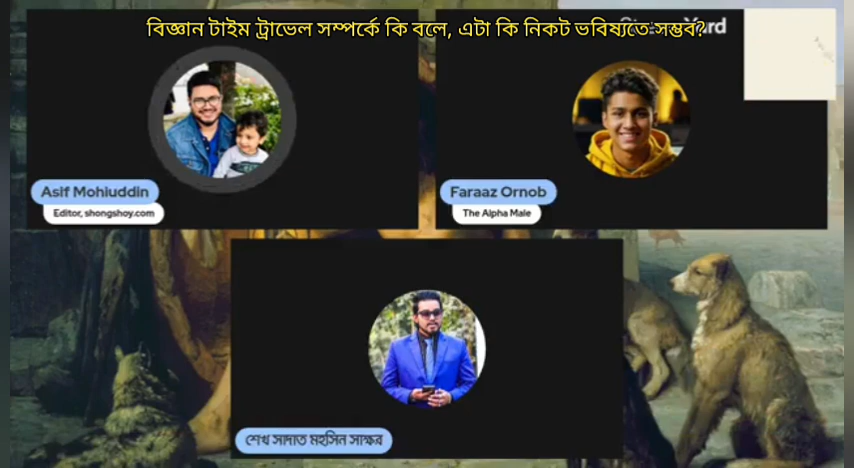 বিজ্ঞান টাইম ট্রাভেল সম্পর্কে কি বলে, এটা কি নিকট ভবিষ্যতে সম্ভব?
Asif Mohiuddin
Editor, shongshoy.com
Faraaz Ornob
The Alpha Male
শেখ সাদাত মহসিন সাক্ষর